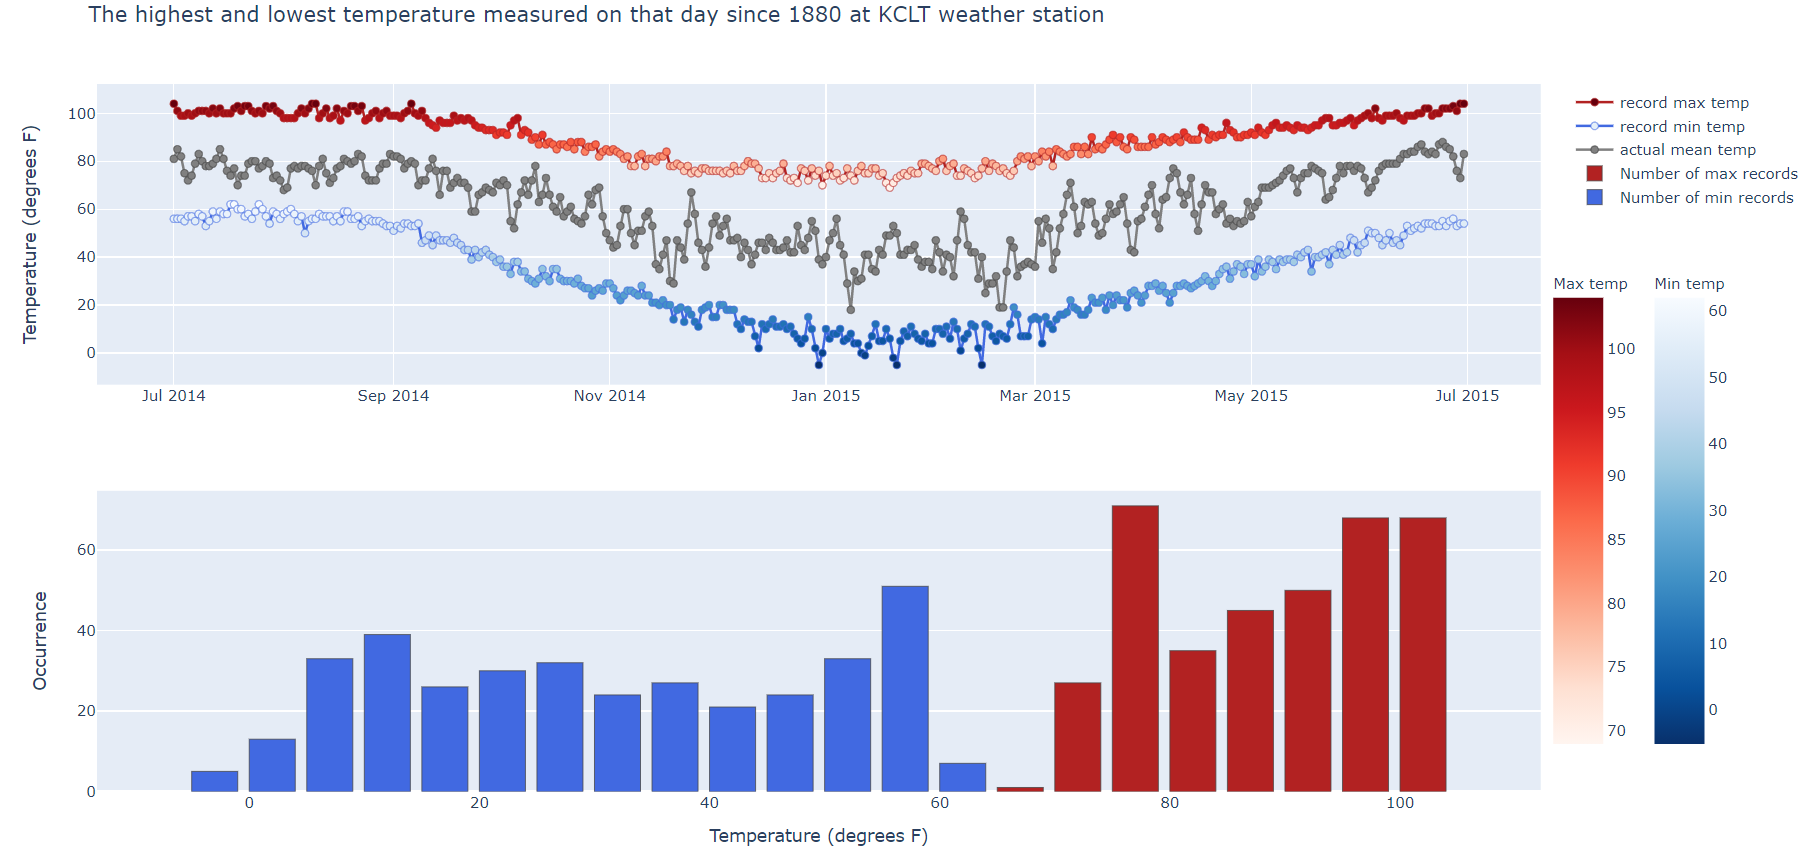 The highest and lowest temperature measured on that day since 1880 at KCLT weather station
Temperature (degrees F)
100
80
60
40
20
0
Jul 2014
Sep 2014
Nov 2014
Jan 2015
Mar 2015
May 2015
Jul 2015
record max temp
record min temp
actual mean temp
Number of max records
Number of min records
Max temp
100
95
90
85
80
75
70
Min temp
60
50
40
30
20
10
0
Occurrence
60
40
20
0
0
20
40
60
80
100
Temperature (degrees F)